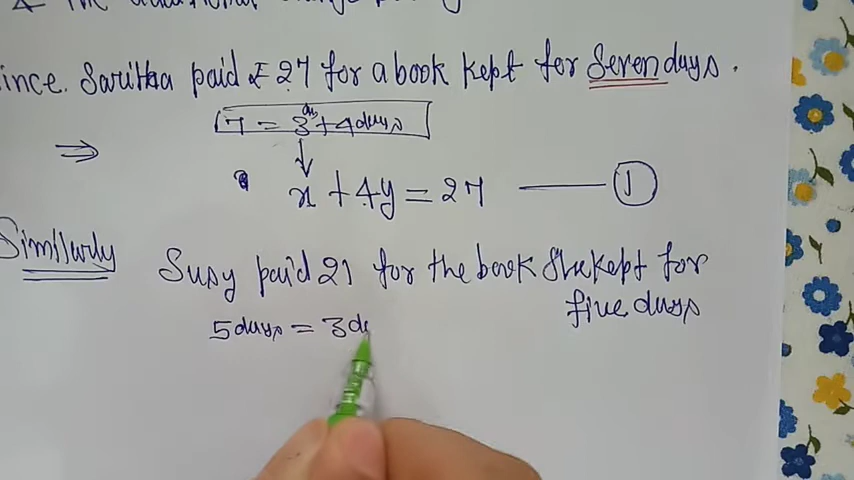 ince. Saritha paid ₹ 27 for a book kept for Seven days.
7 = 3 + 4 days
⇒ x + 4y = 27 —— 1
Similarly Susy paid 21 for the book She kept for
five days
5 days = 3 d